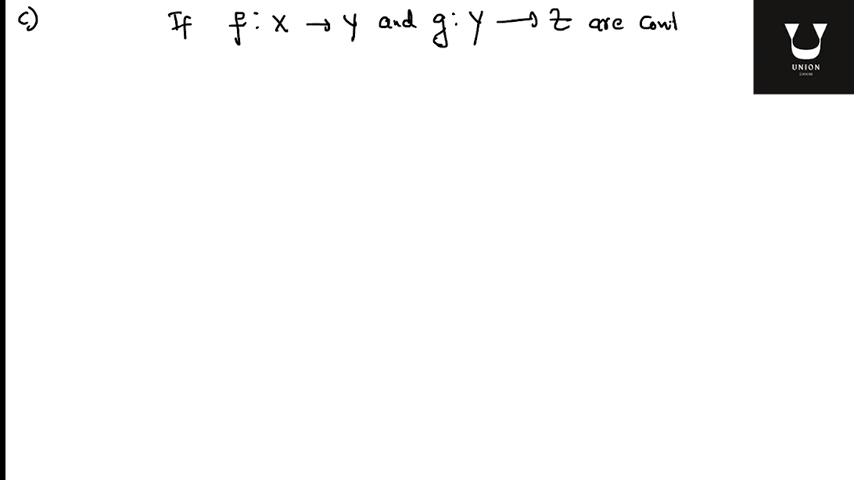 c) If f: X → Y and g: Y → Z are cont
UNION